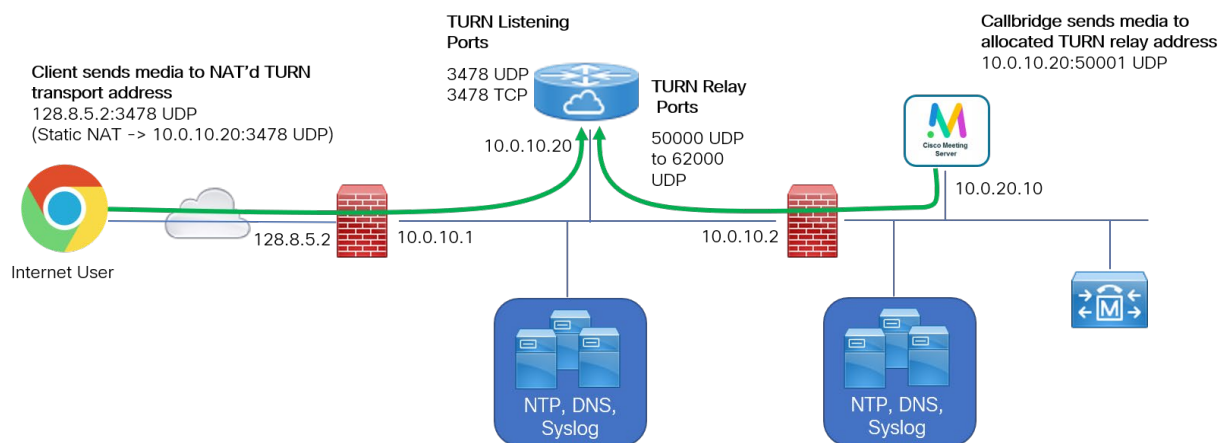 Client sends media to NAT'd TURN
transport address
128.8.5.2:3478 UDP
(Static NAT -> 10.0.10.20:3478 UDP)
Internet User
128.8.5.2
10.0.10.1
TURN Listening
Ports
3478 UDP
3478 TCP
10.0.10.20
TURN Relay
Ports
50000 UDP
to 62000
UDP
10.0.10.2
Callbridge sends media to
allocated TURN relay address
10.0.10.20:50001 UDP
Cisco Meeting
Server
10.0.20.10
M
NTP, DNS,
Syslog
NTP, DNS,
Syslog